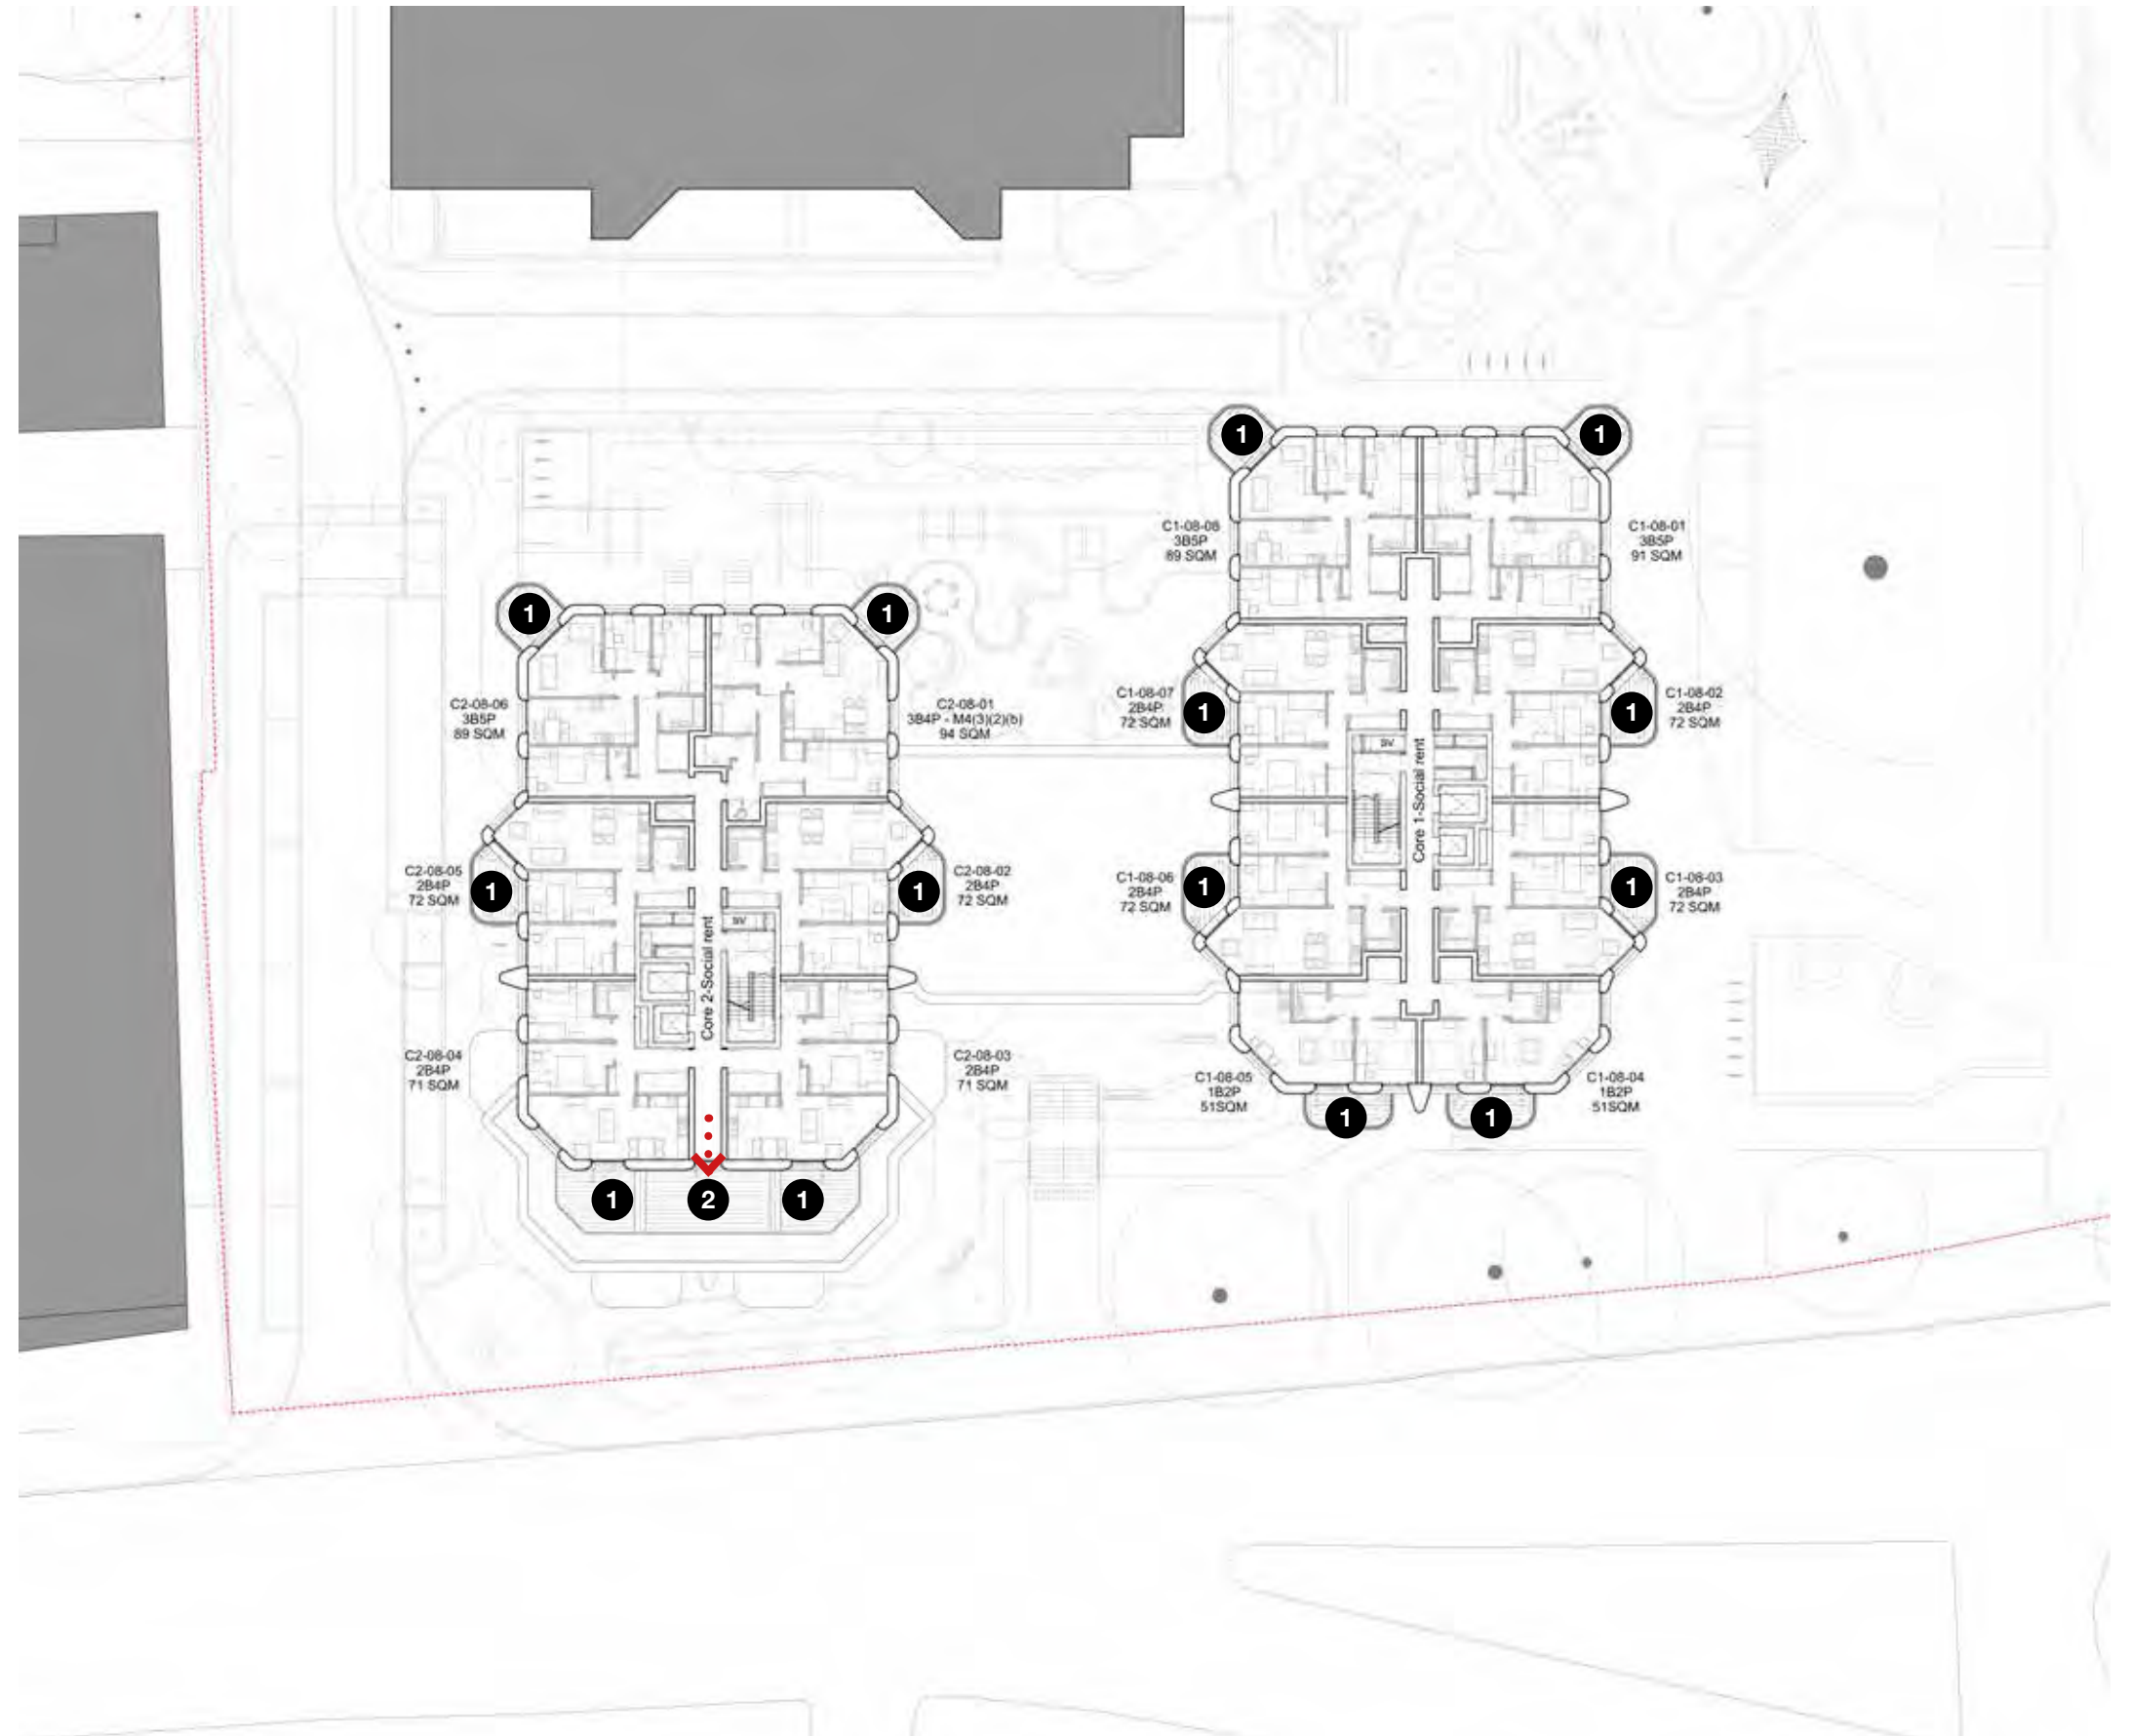 1
1
C1-08-08
3B5P
89 SQM
C1-08-01
3B5P
91 SQM
1
1
C2-08-06
3B5P
89 SQM
C2-08-01
3B4P - M4(3)(2)(b)
94 SQM
C1-08-07
2B4P
72 SQM
1
1
C1-08-02
2B4P
72 SQM
SV
Core 1-Social rent
C2-08-05
2B4P
72 SQM
1
1
C2-08-02
2B4P
72 SQM
C1-08-06
2B4P
72 SQM
1
1
C1-08-03
2B4P
72 SQM
SV
Core 2-Social rent
C2-08-04
2B4P
71 SQM
C2-08-03
2B4P
71 SQM
C1-08-05
1B2P
51SQM
1
1
C1-08-04
1B2P
51SQM
1
2
1